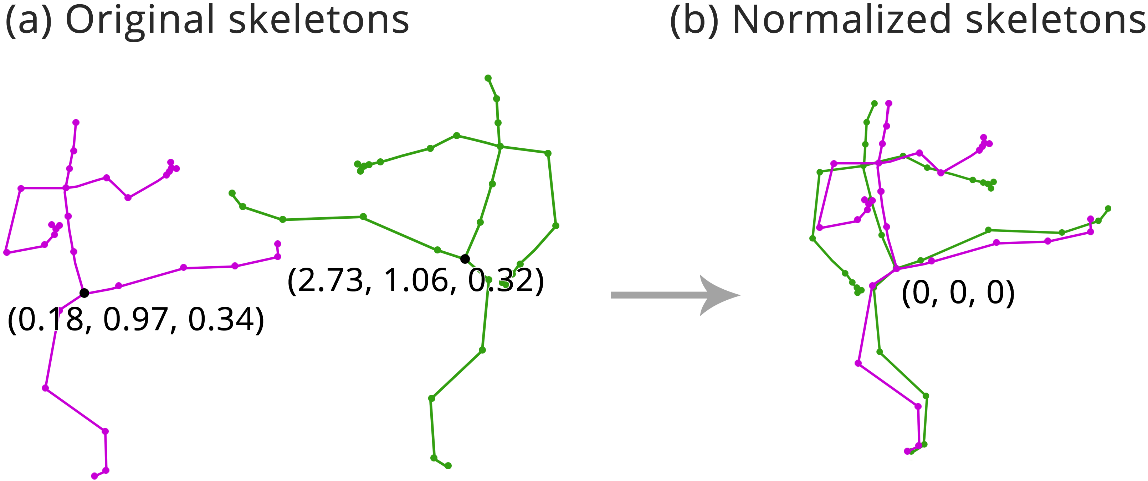 (a) Original skeletons
(b) Normalized skeletons
(2.73, 1.06, 0.32)
(0, 0, 0)
(0.18, 0.97, 0.34)